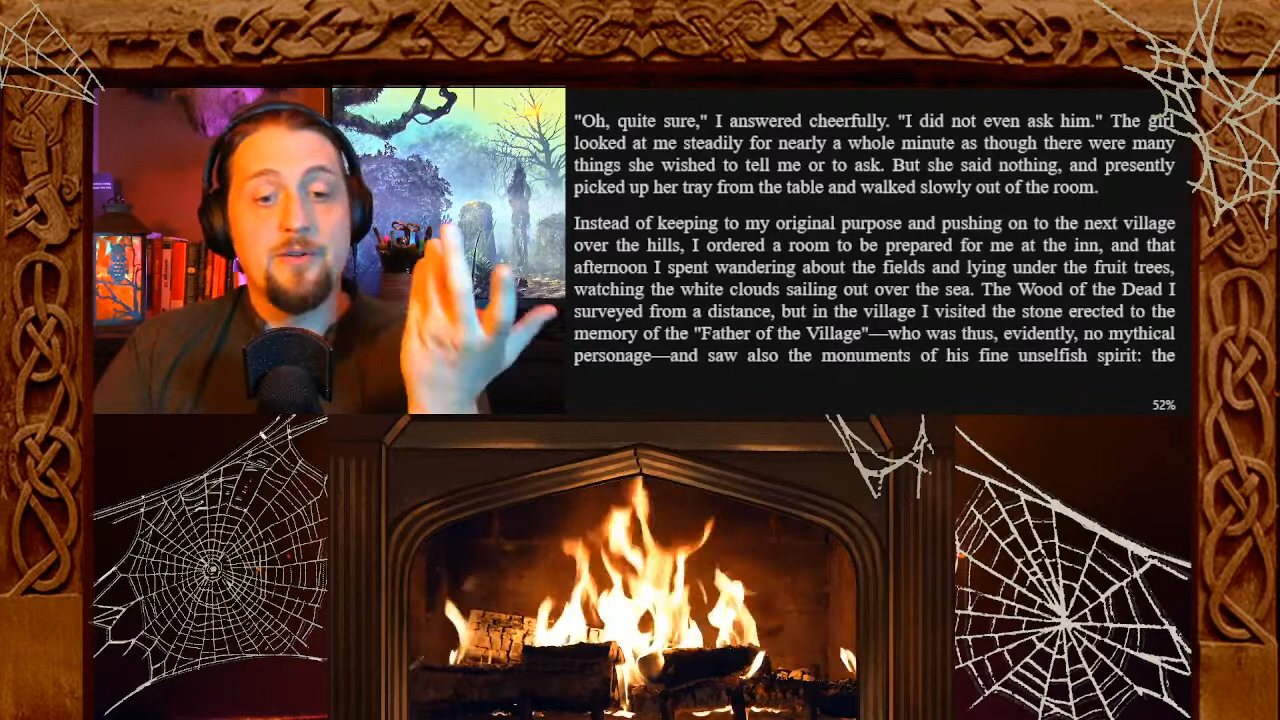 "Oh, quite sure," I answered cheerfully. "I did not even ask him." The girl
looked at me steadily for nearly a whole minute as though there were many
things she wished to tell me or to ask. But she said nothing, and presently
picked up her tray from the table and walked slowly out of the room.
Instead of keeping to my original purpose and pushing on to the next village
over the hills, I ordered a room to be prepared for me at the inn, and that
afternoon I spent wandering about the fields and lying under the fruit trees,
watching the white clouds sailing out over the sea. The Wood of the Dead I
surveyed from a distance, but in the village I visited the stone erected to the
memory of the "Father of the Village"—who was thus, evidently, no mythical
personage—and saw also the monuments of his fine unselfish spirit: the
52%